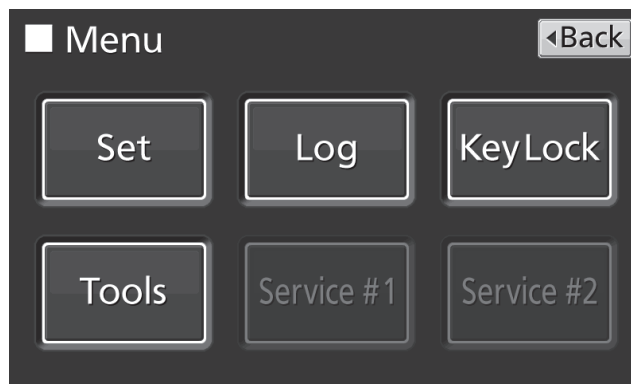 Menu
Back
Set
Log
KeyLock
Tools
Service #1
Service #2